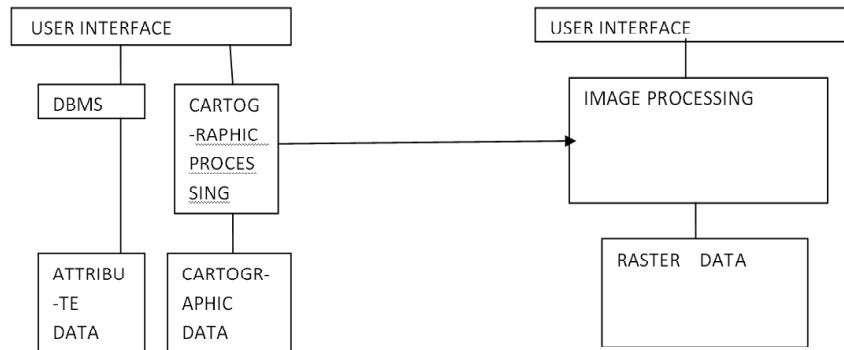 USER INTERFACE
USER INTERFACE
DBMS
CARTOG
-RAPHIC
PROCES
SING
IMAGE PROCESSING
ATTRIBU
-TE
DATA
CARTOGR-
APHIC
DATA
RASTER DATA